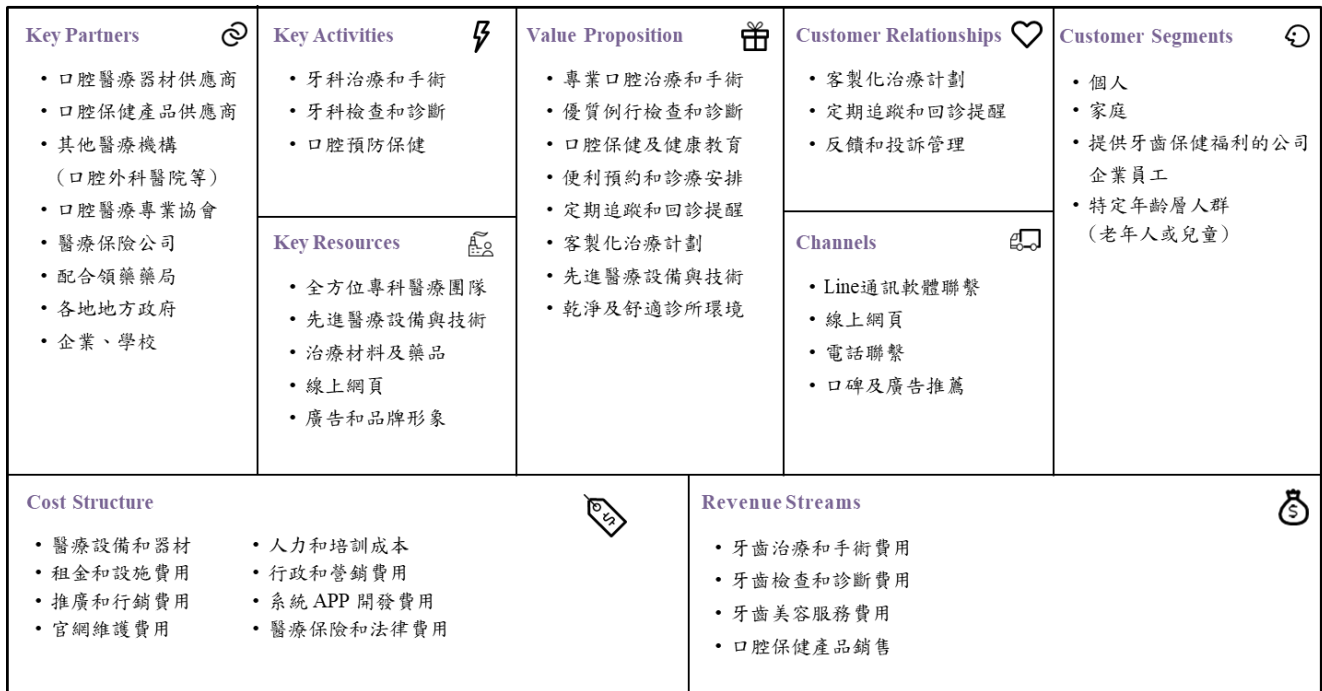 Key Partners
• 口腔醫療器材供應商
• 口腔保健產品供應商
• 其他醫療機構
（口腔外科醫院等）
• 口腔醫療專業協會
• 醫療保險公司
• 配合領藥藥局
• 各地地方政府
• 企業、學校
Key Activities
• 牙科治療和手術
• 牙科檢查和診斷
• 口腔預防保健
Key Resources
• 全方位專科醫療團隊
• 先進醫療設備與技術
• 治療材料及藥品
• 線上網頁
• 廣告和品牌形象
Value Proposition
• 專業口腔治療和手術
• 優質例行檢查和診斷
• 口腔保健及健康教育
• 便利預約和診療安排
• 定期追蹤和回診提醒
• 客製化治療計劃
• 先進醫療設備與技術
• 乾淨及舒適診所環境
Customer Relationships
• 客製化治療計劃
• 定期追蹤和回診提醒
• 反饋和投訴管理
Channels
• Line通訊軟體聯繫
• 線上網頁
• 電話聯繫
• 口碑及廣告推薦
Customer Segments
• 個人
• 家庭
• 提供牙齒保健福利的公司
企業員工
• 特定年齡層人群
（老年人或兒童）
Cost Structure
• 醫療設備和器材
• 租金和設施費用
• 推廣和行銷費用
• 官網維護費用
• 人力和培訓成本
• 行政和營銷費用
• 系統 APP 開發費用
• 醫療保險和法律費用
$
Revenue Streams
• 牙齒治療和手術費用
• 牙齒檢查和診斷費用
• 牙齒美容服務費用
• 口腔保健產品銷售
$